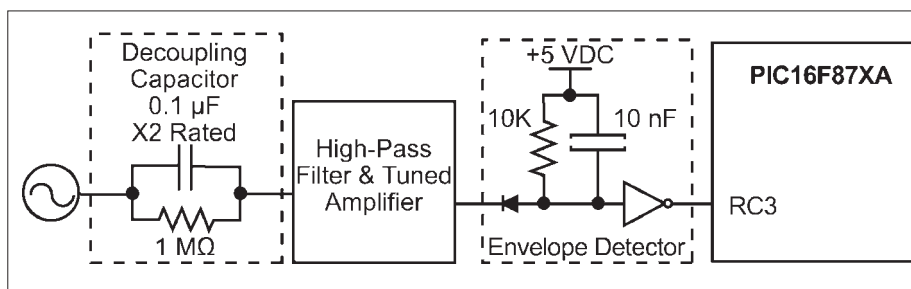 Decoupling
Capacitor
0.1 µF
X2 Rated
1 MΩ
High-Pass
Filter & Tuned
Amplifier
+5 VDC
10K
10 nF
Envelope Detector
PIC16F87XA
RC3